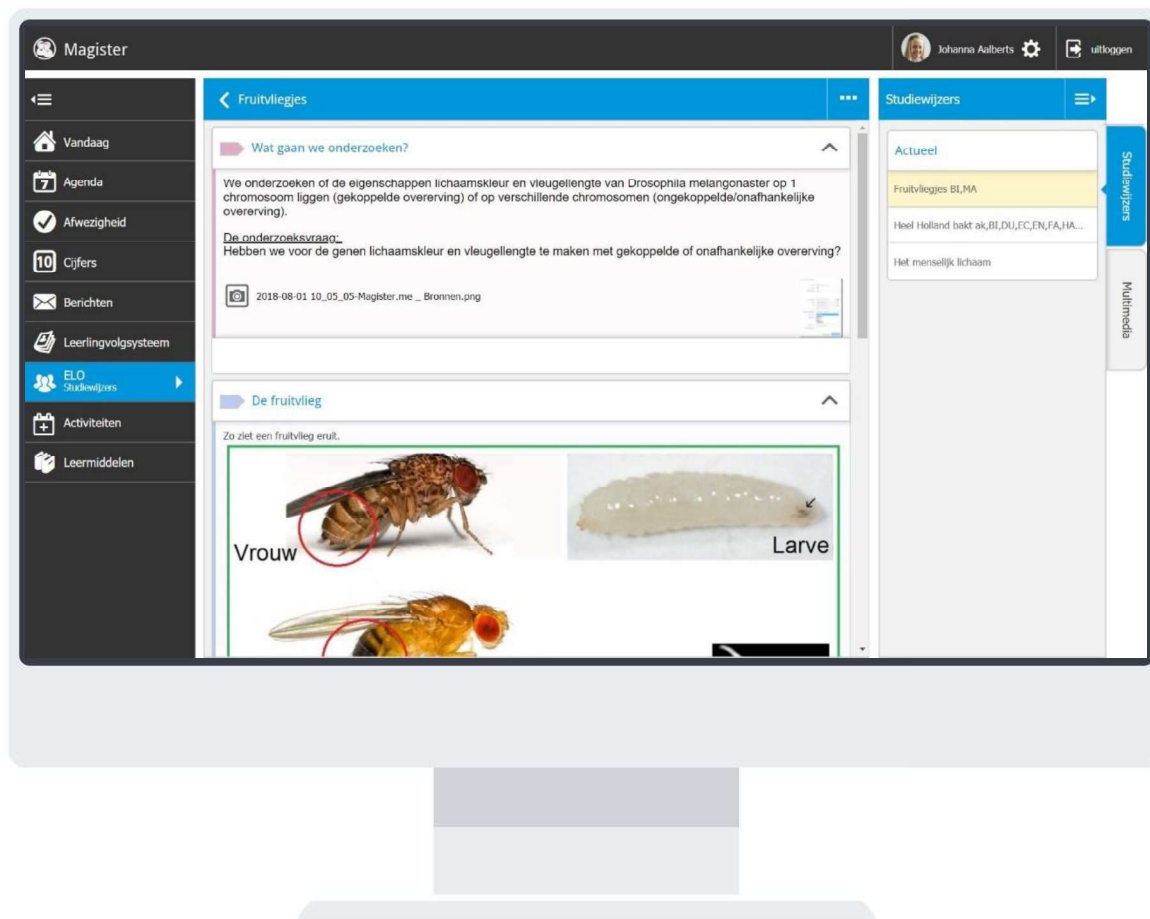 Magister
Johanna Aalberts
uitloggen
Vandaag
7 Agenda
Afwezigheid
10 Cijfers
Berichten
Leerlingvolgsysteem
ELO
Studiewijzers
Activiteiten
Leermiddelen
Fruitvliegjes
Wat gaan we onderzoeken?
We onderzoeken of de eigenschappen lichaamskleur en vleugellengte van Drosophila melangonaster op 1
chromosoom liggen (gekoppelde overerving) of op verschillende chromosomen (ongekoppelde/onafhankelijke
overerving).
De onderzoeksvraag:
Hebben we voor de genen lichaamskleur en vleugellengte te maken met gekoppelde of onafhankelijke overerving?
2018-08-01 10_05_05-Magister.me _ Bronnen.png
De fruitvlieg
Zo ziet een fruitvlieg eruit.
Vrouw
Larve
Studiewijzers
Actueel
Fruitvliegjes BI,MA
Heel Holland bakt ak,BI,DU,EC,EN,FA,HA...
Het menselijk lichaam
Studiewijzers
Multimedia